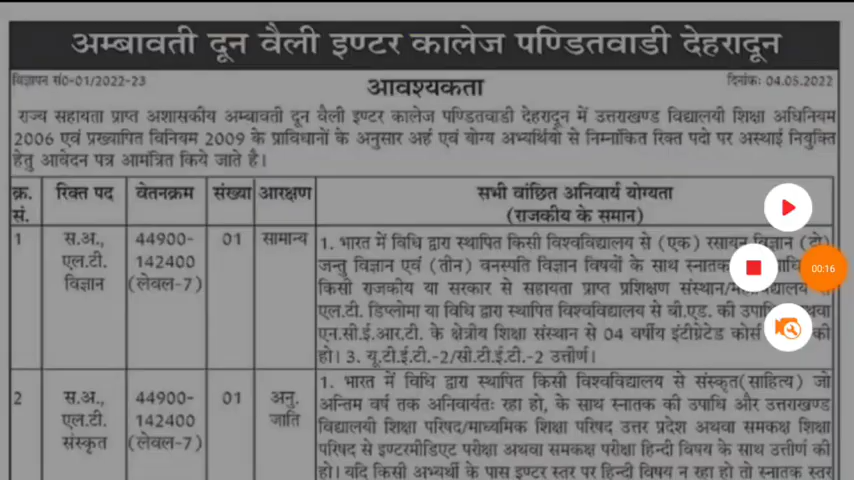 अम्बावती दून वैली इण्टर कालेज पण्डितवाडी देहरादून
विज्ञापन सं0-01/2022-23
आवश्यकता
दिनांकः 04.05.2022
राज्य सहायता प्राप्त अशासकीय अम्बावती दून वैली इण्टर कालेज पण्डितवाडी देहरादून में उत्तराखण्ड विद्यालयी शिक्षा अधिनियम
2006 एवं प्रख्यापित विनियम 2009 के प्राविधानों के अनुसार अर्ह एवं योग्य अभ्यर्थियों से निम्नांकित रिक्त पदो पर अस्थाई नियुक्ति
हेतु आवेदन पत्र आमंत्रित किये जाते है।
क्र. सं. रिक्त पद वेतनक्रम संख्या आरक्षण सभी वांछित अनिवार्य योग्यता
(राजकीय के समान)
1 स.अ., एल.टी. विज्ञान
44900-142400 (लेवल-7)
01 सामान्य
1. भारत में विधि द्वारा स्थापित किसी विश्वविद्यालय से (एक) रसायन विज्ञान (दो)
जन्तु विज्ञान एवं (तीन) वनस्पति विज्ञान विषयों के साथ स्नातक
किसी राजकीय या सरकार से सहायता प्राप्त प्रशिक्षण संस्थान/
एल.टी. डिप्लोमा या विधि द्वारा स्थापित विश्वविद्यालय से बी.एड. की
एन.सी.ई.आर.टी. के क्षेत्रीय शिक्षा संस्थान से 04 वर्षीय इंटीग्रेटेड की
हो। 3. यू.टी.ई.टी.-2/सी.टी.ई.टी.-2 उत्तीर्ण।
2 स.अ., एल.टी. संस्कृत
44900-142400 (लेवल-7)
01 अनु. जाति
1. भारत में विधि द्वारा स्थापित किसी विश्वविद्यालय से संस्कृत(साहित्य) जो
अन्तिम वर्ष तक अनिवार्यतः रहा हो, के साथ स्नातक की उपाधि और उत्तराखण्ड
विद्यालयी शिक्षा परिषद/माध्यमिक शिक्षा परिषद उत्तर प्रदेश अथवा समकक्ष शिक्षा
परिषद से इण्टरमीडिएट परीक्षा अथवा समकक्ष परीक्षा हिन्दी विषय के साथ उत्तीर्ण की
हो। यदि किसी अभ्यर्थी के पास इण्टर स्तर पर हिन्दी विषय न रहा हो तो स्नातक स्तर
00:16